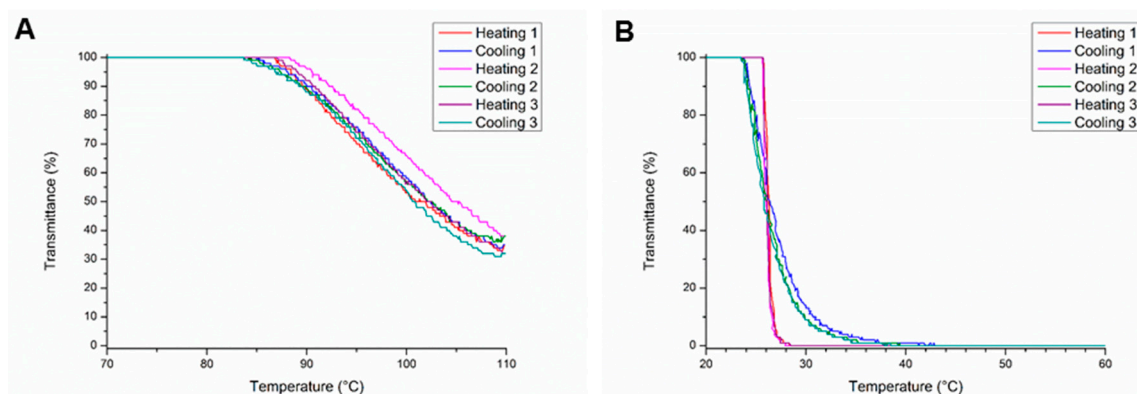 A
Heating 1
Cooling 1
Heating 2
Cooling 2
Heating 3
Cooling 3
Transmittance (%)
100
90
80
70
60
50
40
30
20
10
0
70 80 90 100 110
Temperature (°C)
B
Heating 1
Cooling 1
Heating 2
Cooling 2
Heating 3
Cooling 3
Transmittance (%)
100
80
60
40
20
0
20 30 40 50 60
Temperature (°C)